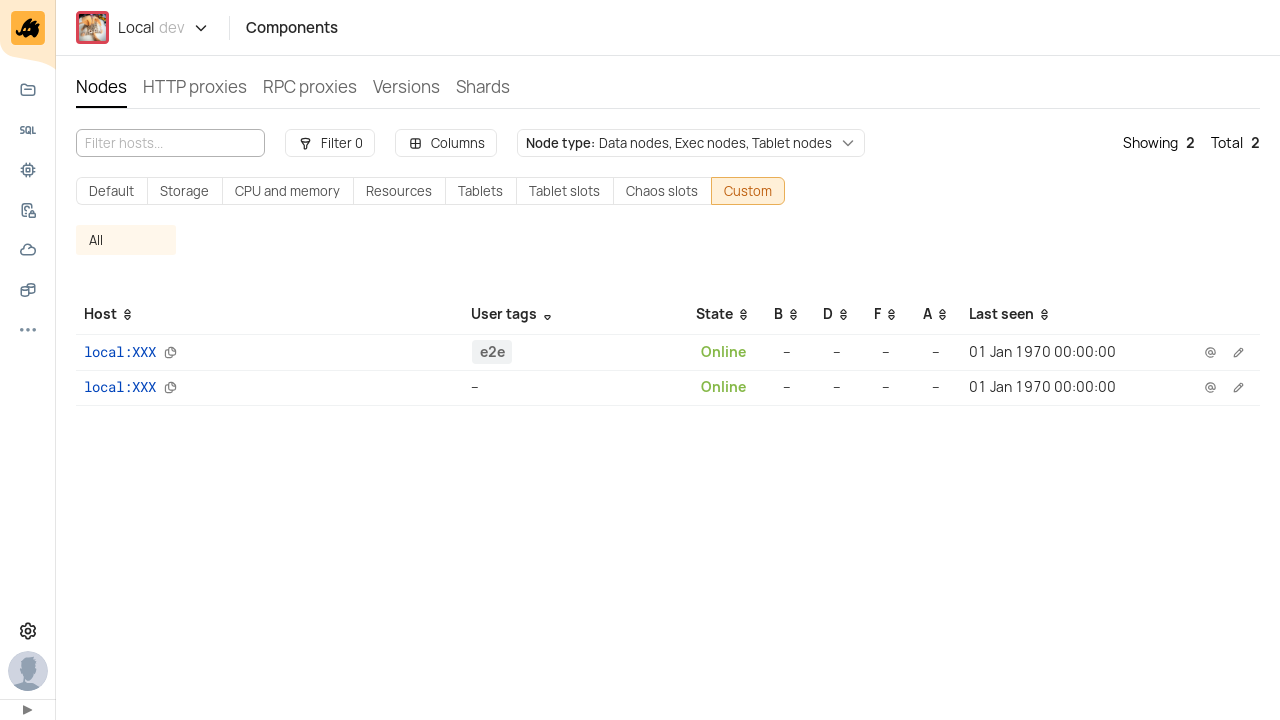 Local dev
Components
Nodes HTTP proxies RPC proxies Versions Shards
Filter hosts... Filter 0 Columns Node type: Data nodes, Exec nodes, Tablet nodes Showing 2 Total 2
SQL
Default Storage CPU and memory Resources Tablets Tablet slots Chaos slots Custom
All
Host User tags State B D F A Last seen
local:XXX e2e Online – – – – 01 Jan 1970 00:00:00
local:XXX – Online – – – – 01 Jan 1970 00:00:00